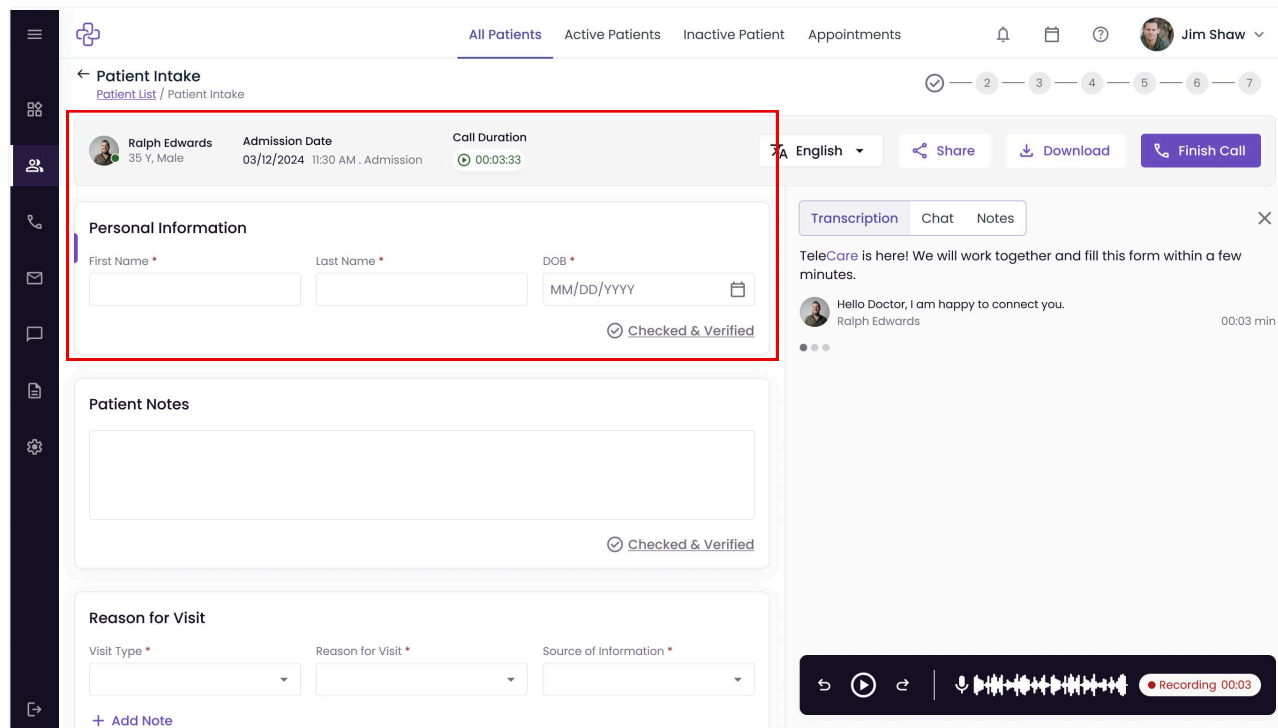 All Patients Active Patients Inactive Patient Appointments Jim Shaw
Patient Intake
Patient List / Patient Intake
2 3 4 5 6 7
Ralph Edwards
35 Y, Male
Admission Date
03/12/2024 11:30 AM . Admission
Call Duration
00:03:33
English
Share
Download
Finish Call
Personal Information
First Name * Last Name * DOB *
MM/DD/YYYY
Checked & Verified
Patient Notes
Checked & Verified
Reason for Visit
Visit Type * Reason for Visit * Source of Information *
+ Add Note
Transcription Chat Notes
TeleCare is here! We will work together and fill this form within a few
minutes.
Hello Doctor, I am happy to connect you.
Ralph Edwards 00:03 min
Recording 00:03